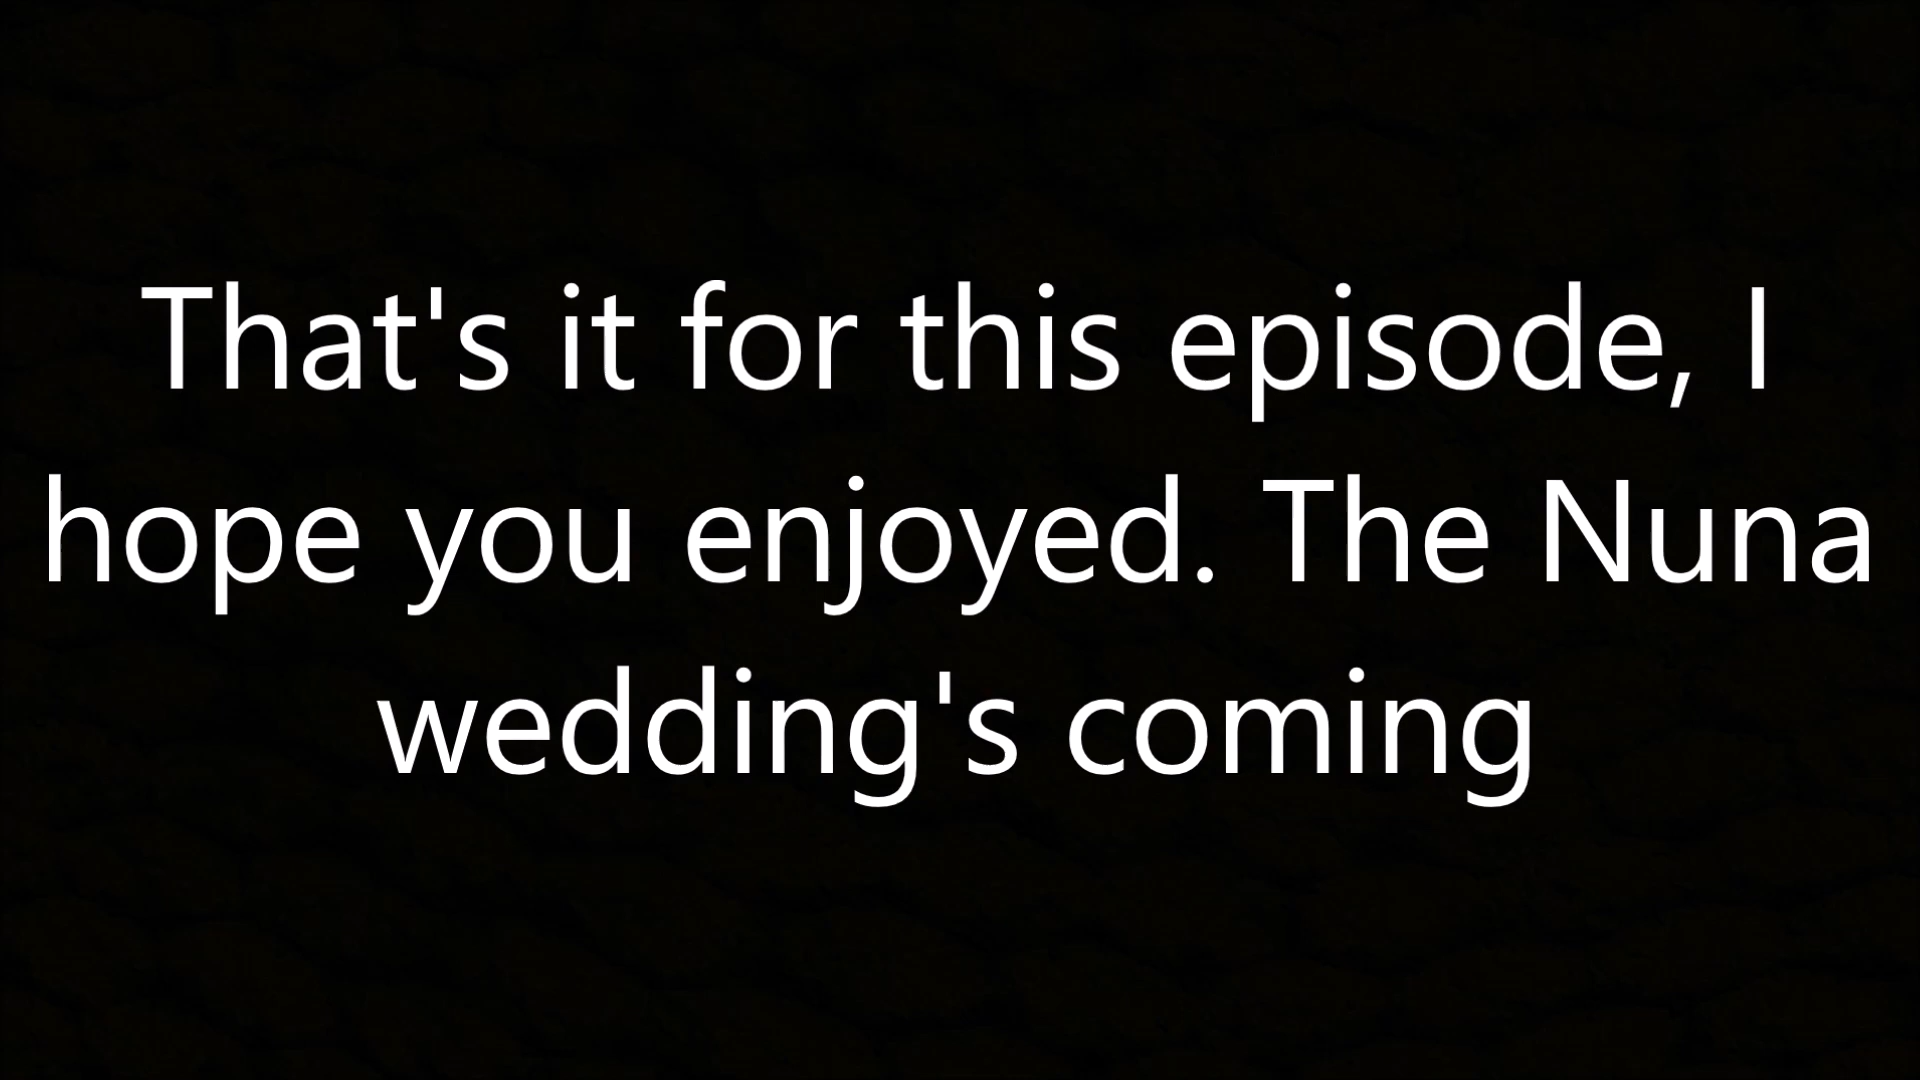 That's it for this episode, I
hope you enjoyed. The Nuna
wedding's coming